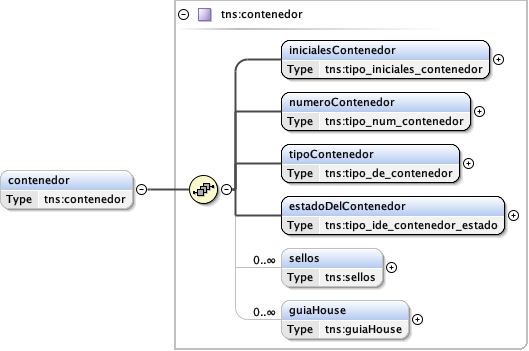 tns:contenedor
inicialesContenedor
Type tns:tipo_iniciales_contenedor
numeroContenedor
Type tns:tipo_num_contenedor
tipoContenedor
Type tns:tipo_de_contenedor
contenedor
Type tns:contenedor
estadoDelContenedor
Type tns:tipo_ide_contenedor_estado
0..∞
sellos
Type tns:sellos
0..∞
guiaHouse
Type tns:guiaHouse